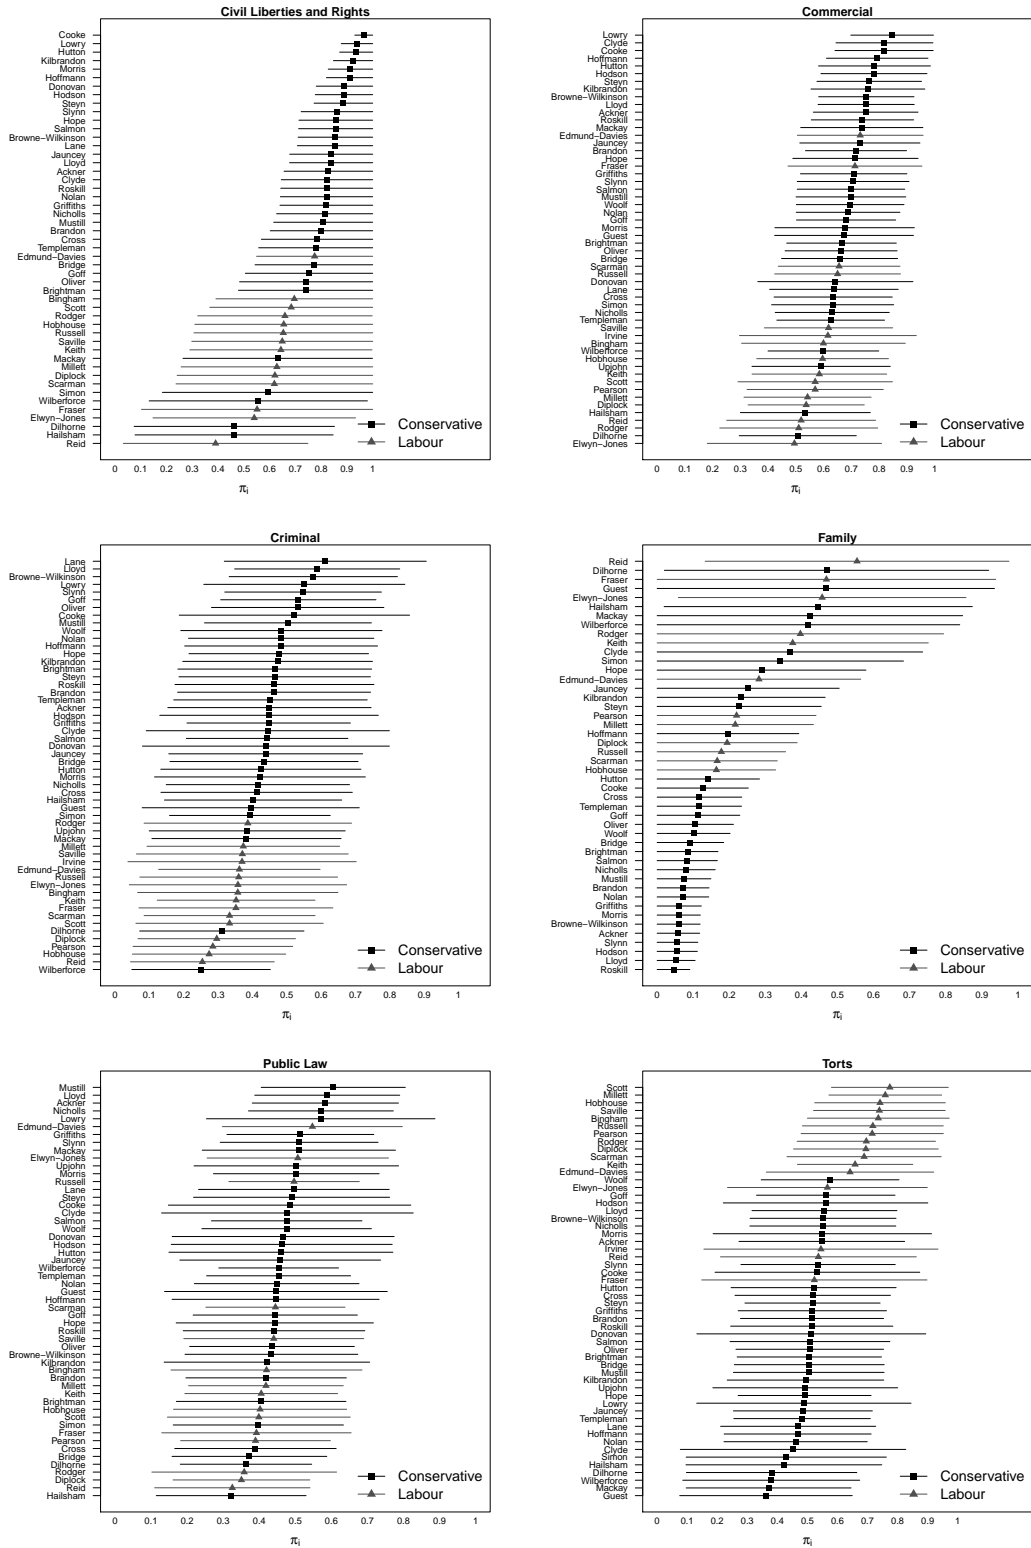 Civil Liberties and Rights
Cooke
Lowry
Hutton
Kilbrandon
Morris
Hoffmann
Donovan
Hodson
Steyn
Slynn
Hope
Salmon
Browne−Wilkinson
Lane
Jauncey
Lloyd
Ackner
Clyde
Roskill
Nolan
Griffiths
Nicholls
Mustill
Brandon
Cross
Templeman
Edmund−Davies
Bridge
Goff
Oliver
Brightman
Bingham
Scott
Rodger
Hobhouse
Russell
Saville
Keith
Mackay
Millett
Diplock
Scarman
Simon
Wilberforce
Fraser
Elwyn−Jones
Dilhorne
Hailsham
Reid
Conservative
Labour
0 0.1 0.2 0.3 0.4 0.5 0.6 0.7 0.8 0.9 1
πi
Commercial
Lowry
Clyde
Cooke
Hoffmann
Hutton
Hodson
Steyn
Kilbrandon
Browne−Wilkinson
Lloyd
Ackner
Roskill
Mackay
Edmund−Davies
Jauncey
Brandon
Hope
Fraser
Griffiths
Slynn
Salmon
Mustill
Woolf
Nolan
Goff
Morris
Guest
Brightman
Oliver
Bridge
Scarman
Russell
Donovan
Lane
Cross
Simon
Nicholls
Templeman
Saville
Irvine
Bingham
Wilberforce
Hobhouse
Upjohn
Keith
Scott
Pearson
Millett
Diplock
Hailsham
Reid
Rodger
Dilhorne
Elwyn−Jones
Conservative
Labour
0 0.1 0.2 0.3 0.4 0.5 0.6 0.7 0.8 0.9 1
πi
Criminal
Lane
Lloyd
Browne−Wilkinson
Lowry
Slynn
Goff
Oliver
Cooke
Mustill
Woolf
Nolan
Hoffmann
Hope
Kilbrandon
Brightman
Steyn
Roskill
Brandon
Templeman
Ackner
Hodson
Griffiths
Clyde
Salmon
Donovan
Jauncey
Bridge
Hutton
Morris
Nicholls
Cross
Hailsham
Guest
Simon
Rodger
Upjohn
Mackay
Millett
Saville
Irvine
Edmund−Davies
Russell
Elwyn−Jones
Bingham
Keith
Fraser
Scarman
Scott
Dilhorne
Diplock
Pearson
Hobhouse
Reid
Wilberforce
Conservative
Labour
0 0.1 0.2 0.3 0.4 0.5 0.6 0.7 0.8 0.9 1
πi
Family
Reid
Dilhorne
Fraser
Guest
Elwyn−Jones
Hailsham
Mackay
Wilberforce
Rodger
Keith
Clyde
Simon
Hope
Edmund−Davies
Jauncey
Kilbrandon
Steyn
Pearson
Millett
Hoffmann
Diplock
Russell
Scarman
Hobhouse
Hutton
Cooke
Cross
Templeman
Goff
Oliver
Woolf
Bridge
Brightman
Salmon
Nicholls
Mustill
Brandon
Nolan
Griffiths
Morris
Browne−Wilkinson
Ackner
Slynn
Hodson
Lloyd
Roskill
Conservative
Labour
0 0.1 0.2 0.3 0.4 0.5 0.6 0.7 0.8 0.9 1
πi
Public Law
Mustill
Lloyd
Ackner
Nicholls
Lowry
Edmund−Davies
Griffiths
Slynn
Mackay
Elwyn−Jones
Upjohn
Morris
Russell
Lane
Steyn
Cooke
Clyde
Salmon
Woolf
Donovan
Hodson
Hutton
Jauncey
Wilberforce
Templeman
Nolan
Guest
Hoffmann
Scarman
Goff
Hope
Roskill
Saville
Oliver
Browne−Wilkinson
Kilbrandon
Bingham
Brandon
Millett
Keith
Brightman
Hobhouse
Scott
Simon
Fraser
Pearson
Cross
Bridge
Dilhorne
Rodger
Diplock
Reid
Hailsham
Conservative
Labour
0 0.1 0.2 0.3 0.4 0.5 0.6 0.7 0.8 0.9 1
πi
Torts
Scott
Millett
Hobhouse
Saville
Bingham
Russell
Pearson
Rodger
Diplock
Scarman
Keith
Edmund−Davies
Woolf
Elwyn−Jones
Goff
Hodson
Lloyd
Browne−Wilkinson
Nicholls
Morris
Ackner
Irvine
Reid
Slynn
Cooke
Fraser
Hutton
Cross
Steyn
Griffiths
Brandon
Roskill
Donovan
Salmon
Oliver
Brightman
Bridge
Mustill
Kilbrandon
Upjohn
Hope
Lowry
Jauncey
Templeman
Lane
Hoffmann
Nolan
Clyde
Simon
Hailsham
Dilhorne
Wilberforce
Mackay
Guest
Conservative
Labour
0 0.1 0.2 0.3 0.4 0.5 0.6 0.7 0.8 0.9 1
πi